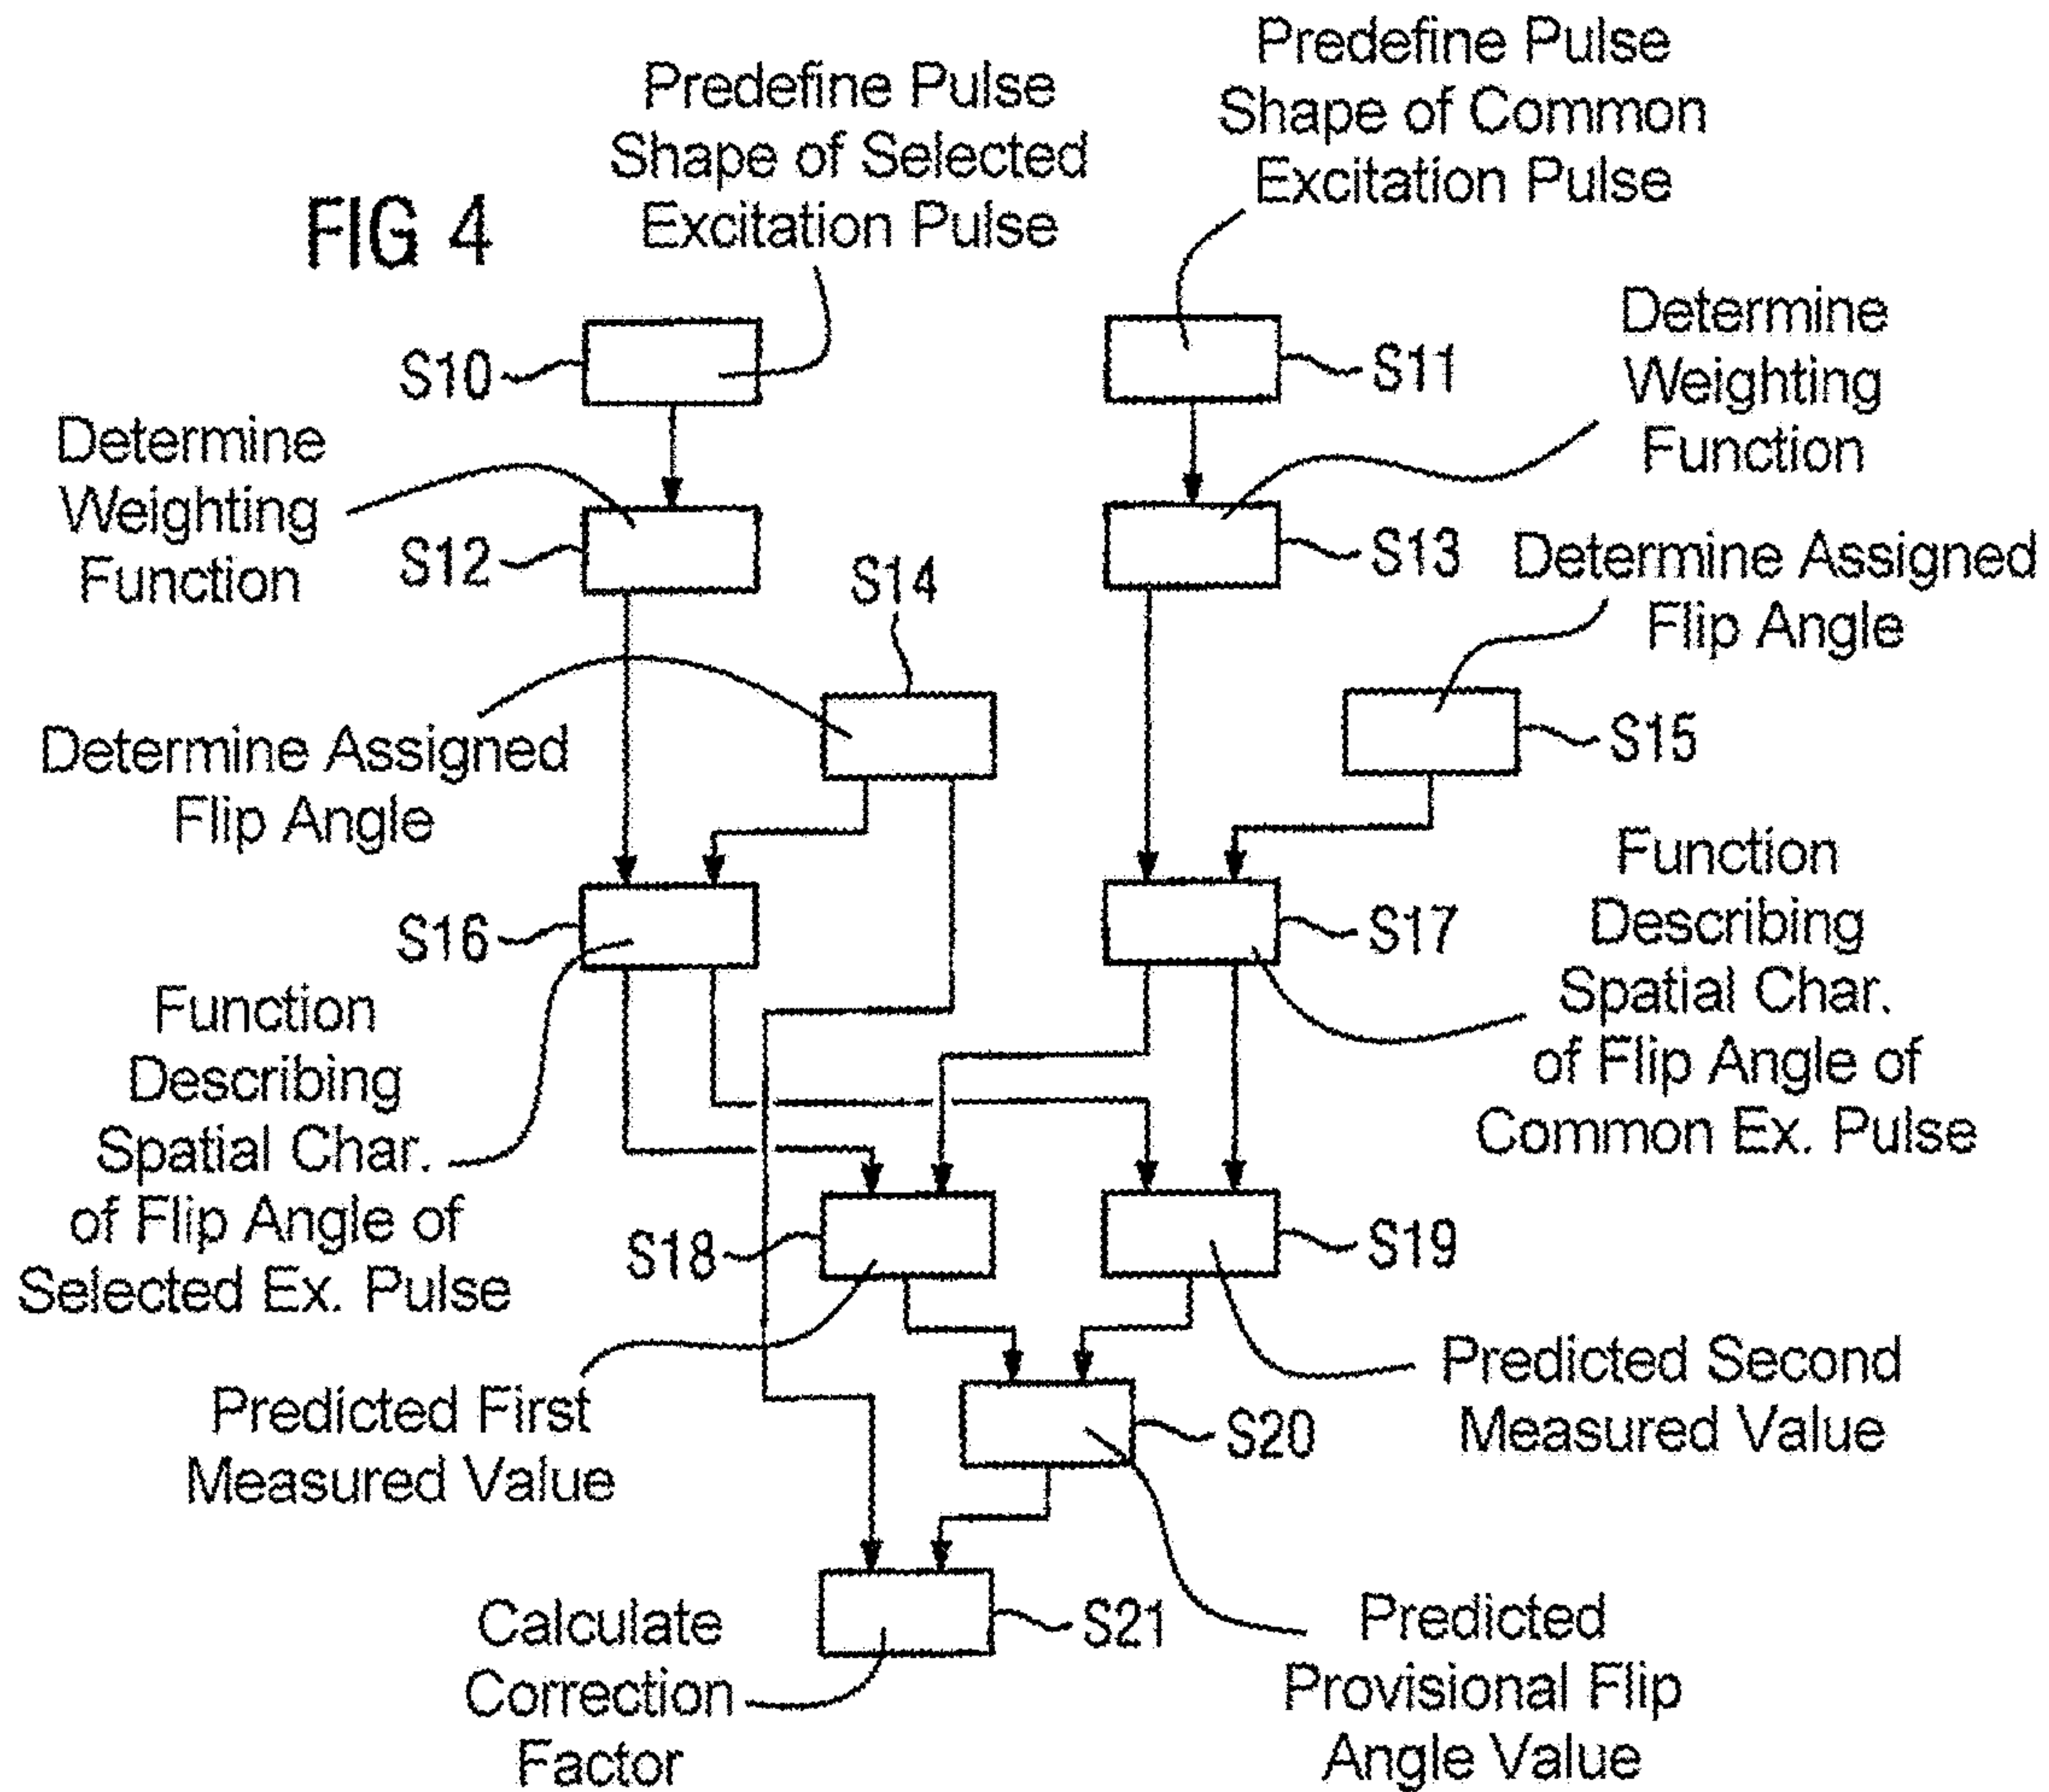 FIG 4
Predefine Pulse
Shape of Selected
Excitation Pulse
Predefine Pulse
Shape of Common
Excitation Pulse
S10
S11
Determine
Weighting
Function
Determine
Weighting
Function
S12
S13
S14
Determine Assigned
Flip Angle
Determine Assigned
Flip Angle
S15
S16
S17
Function
Describing
Spatial Char.
of Flip Angle of
Selected Ex. Pulse
Function
Describing
Spatial Char.
of Flip Angle of
Common Ex. Pulse
S18
S19
Predicted First
Measured Value
Predicted Second
Measured Value
S20
S21
Calculate
Correction
Factor
Predicted
Provisional Flip
Angle Value